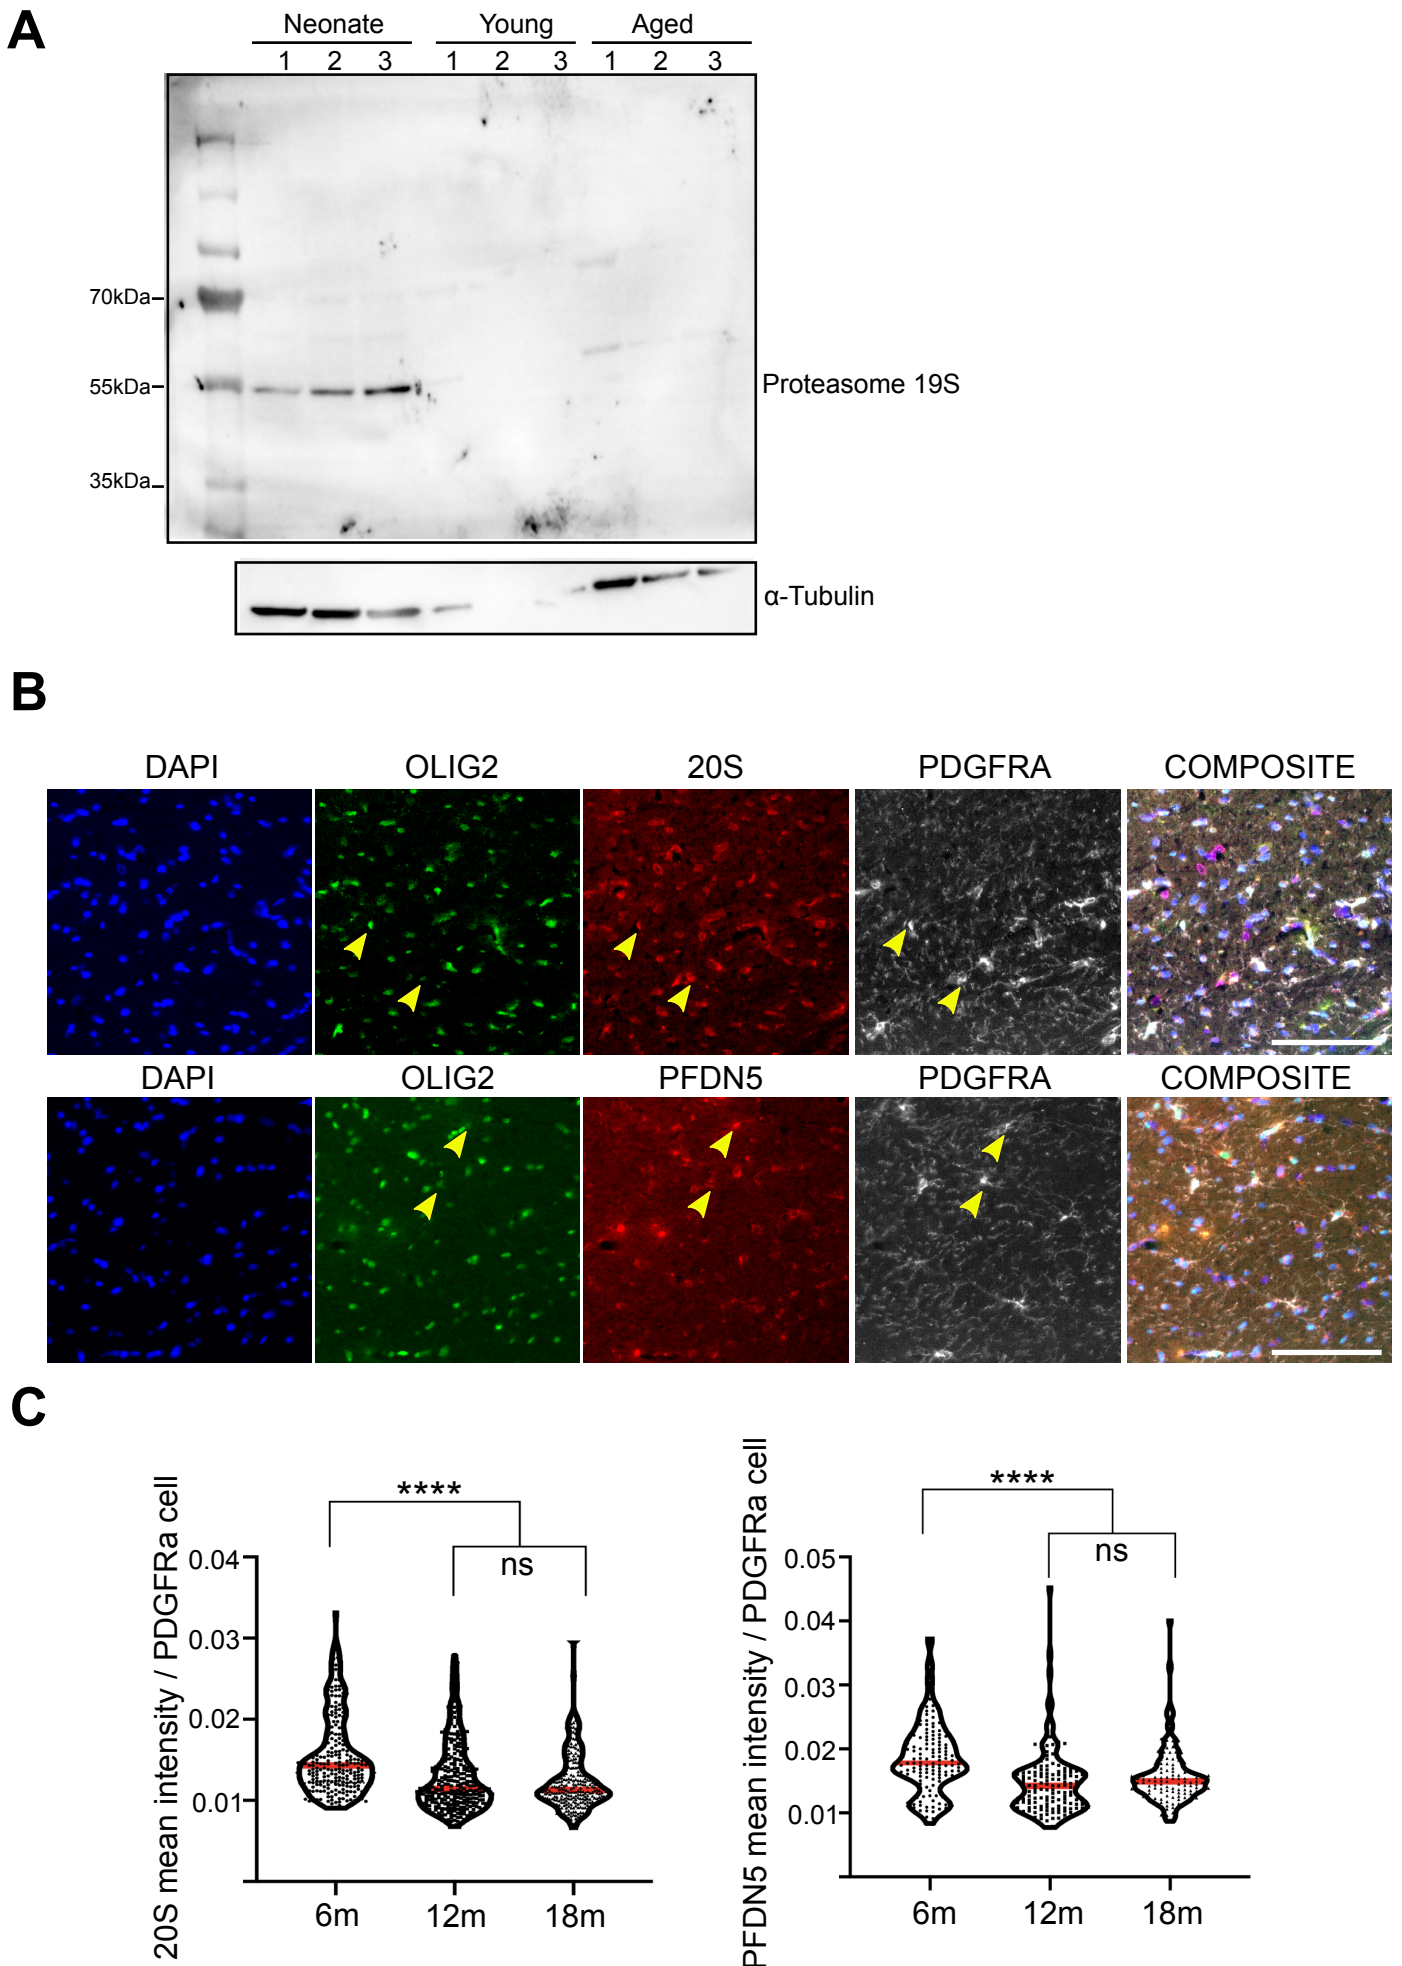 A
Neonate Young Aged
1 2 3 1 2 3 1 2 3
70kDa
55kDa
Proteasome 19S
35kDa
α-Tubulin
B
DAPI OLIG2 20S PDGFRA COMPOSITE
DAPI OLIG2 PFDN5 PDGFRA COMPOSITE
C
20S mean intensity / PDGFRa cell
****
ns
0.04
0.03
0.02
0.01
6m 12m 18m
PFDN5 mean intensity / PDGFRa cell
****
ns
0.05
0.04
0.03
0.02
0.01
6m 12m 18m